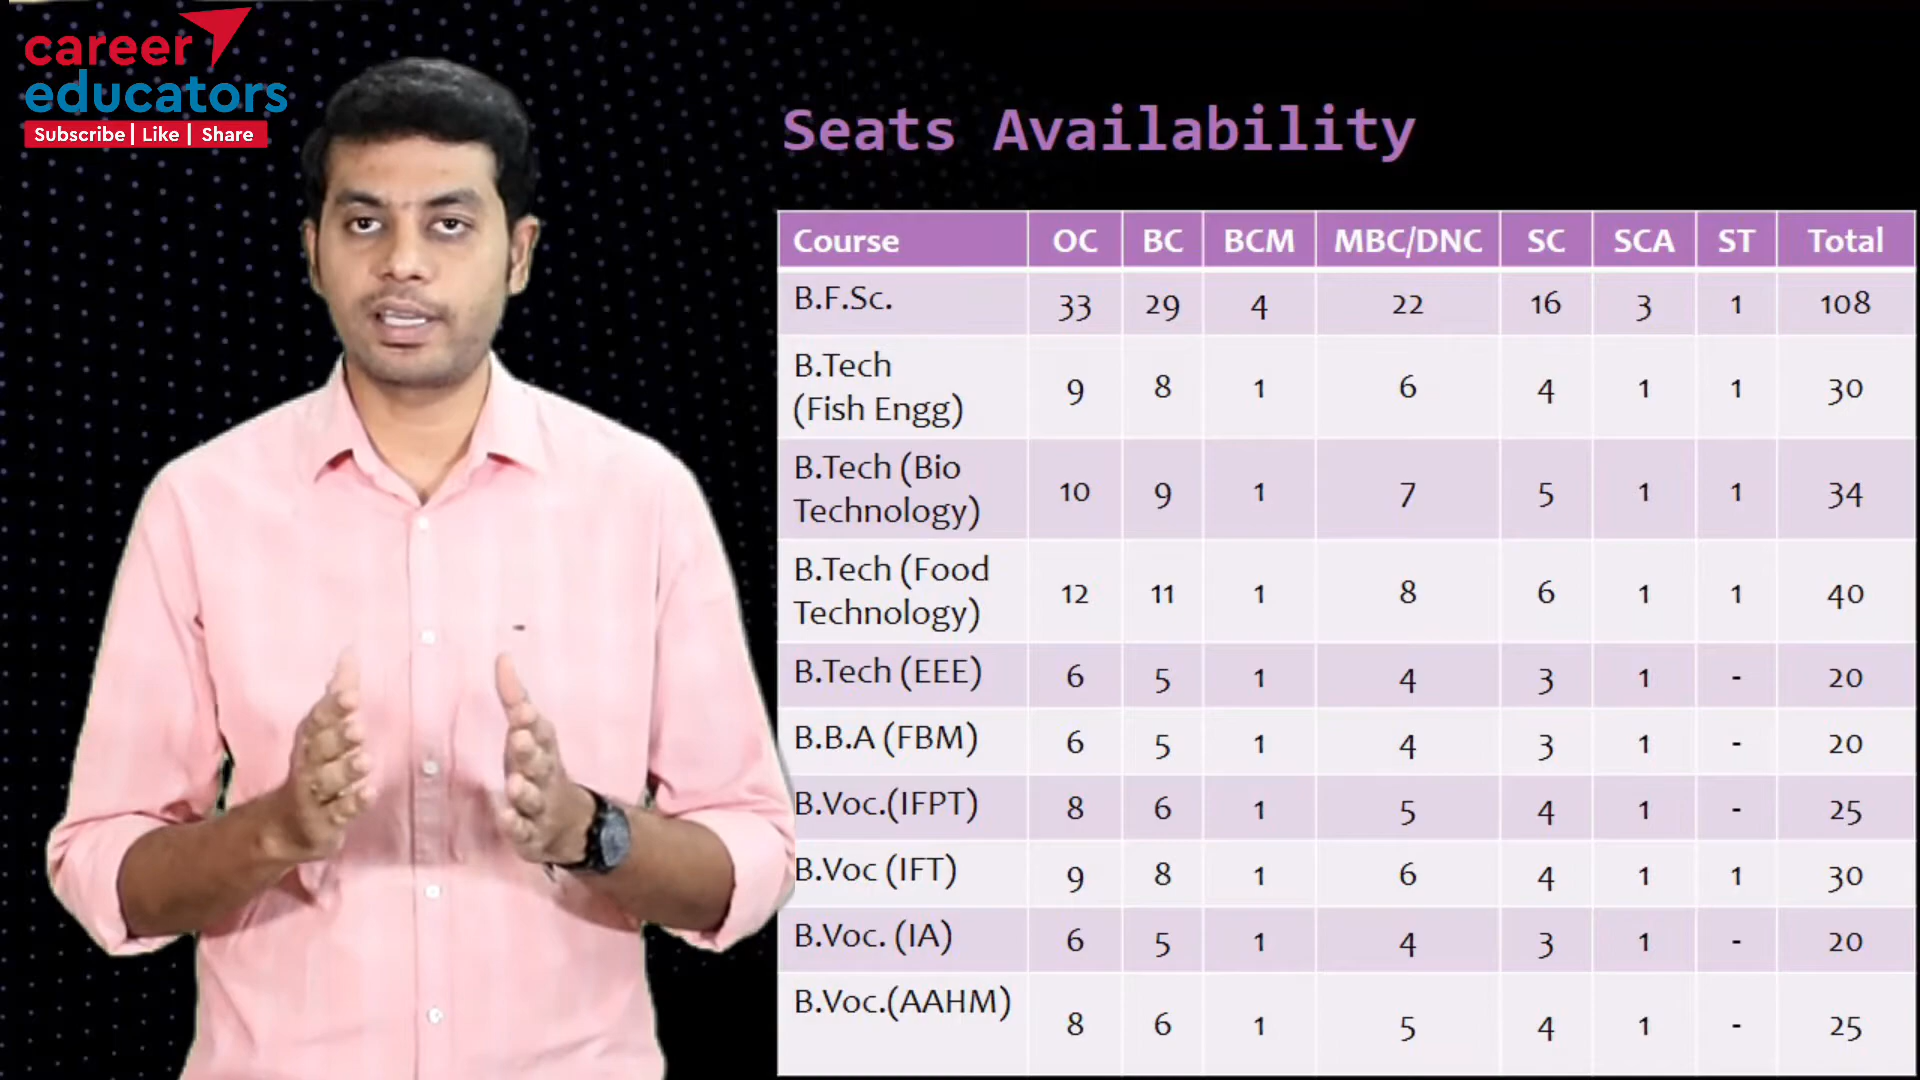 career
educators
Subscribe | Like | Share
Seats Availability
Course OC BC BCM MBC/DNC SC SCA ST Total
B.F.Sc. 33 29 4 22 16 3 1 108
B.Tech
(Fish Engg) 9 8 1 6 4 1 1 30
B.Tech (Bio
Technology) 10 9 1 7 5 1 1 34
B.Tech (Food
Technology) 12 11 1 8 6 1 1 40
B.Tech (EEE) 6 5 1 4 3 1 - 20
B.B.A (FBM) 6 5 1 4 3 1 - 20
B.Voc.(IFPT) 8 6 1 5 4 1 - 25
B.Voc (IFT) 9 8 1 6 4 1 1 30
B.Voc. (IA) 6 5 1 4 3 1 - 20
B.Voc.(AAHM) 8 6 1 5 4 1 - 25